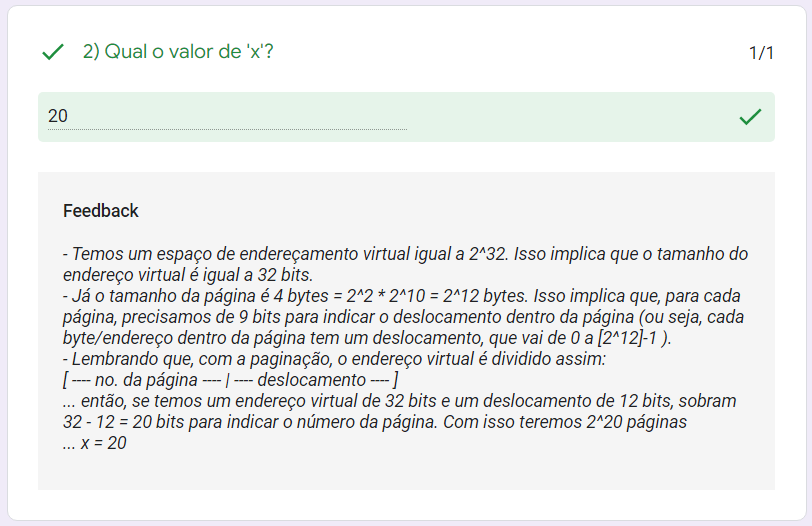 2) Qual o valor de 'x'?
1/1
20
Feedback
- Temos um espaço de endereçamento virtual igual a 2^32. Isso implica que o tamanho do
endereço virtual é igual a 32 bits.
- Já o tamanho da página é 4 bytes = 2^2 * 2^10 = 2^12 bytes. Isso implica que, para cada
página, precisamos de 9 bits para indicar o deslocamento dentro da página (ou seja, cada
byte/endereço dentro da página tem um deslocamento, que vai de 0 a [2^12]-1 ).
- Lembrando que, com a paginação, o endereço virtual é dividido assim:
[ ---- no. da página ---- | ---- deslocamento ---- ]
... então, se temos um endereço virtual de 32 bits e um deslocamento de 12 bits, sobram
32 - 12 = 20 bits para indicar o número da página. Com isso teremos 2^20 páginas
... x = 20